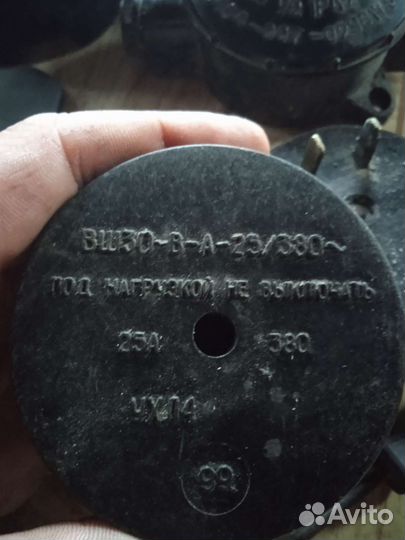 ВШ30-В-А-25/380~
ПОД НАГРУЗКОЙ НЕ ВЫКЛЮЧАТЬ
25А 380
УХЛ4
99
Avito